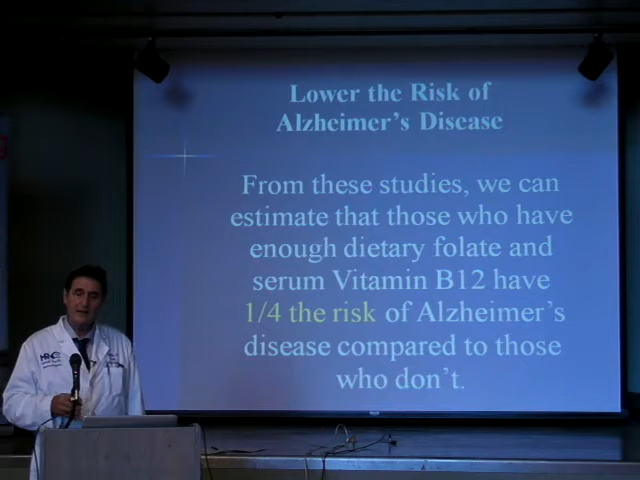 Lower the Risk of
Alzheimer's Disease
From these studies, we can
estimate that those who have
enough dietary folate and
serum Vitamin B12 have
1/4 the risk of Alzheimer's
disease compared to those
who don't.